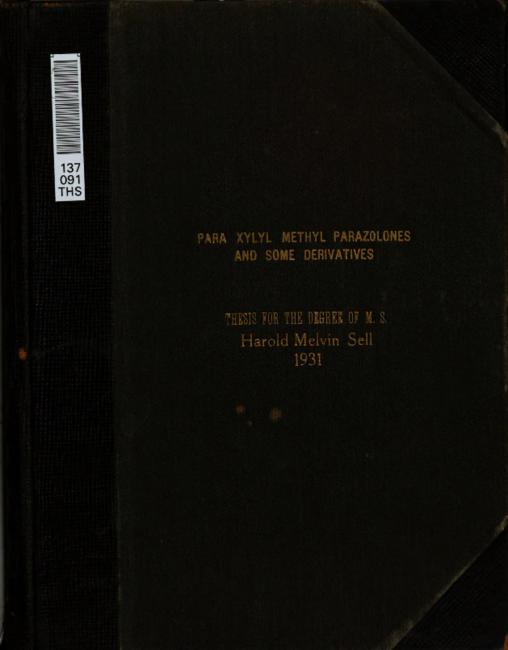 137
091
THS
PARA XYLYL METHYL PARAZOLONES
AND SOME DERIVATIVES
THESIS FOR THE DEGREE OF M. S.
Harold Melvin Sell
1931